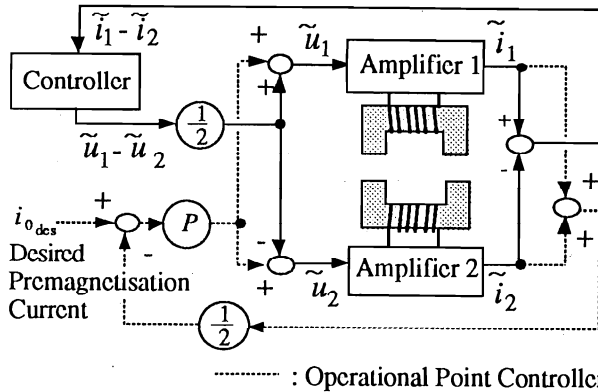 ĩ1- ĩ2
Controller
ũ1- ũ2
1/2
+
+
ũ1
Amplifier 1
ĩ1
+
-
+
+
i0des
+
-
P
Desired
Premagnetisation
Current
-
+
ũ2
Amplifier 2
ĩ2
1/2
: Operational Point Controller